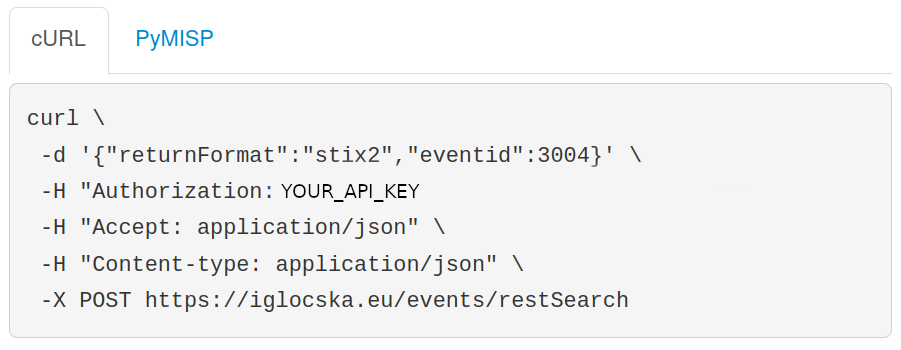 cURL PyMISP
curl \
-d '{"returnFormat":"stix2","eventid":3004}' \
-H "Authorization: YOUR_API_KEY
-H "Accept: application/json" \
-H "Content-type: application/json" \
-X POST https://iglocska.eu/events/restSearch